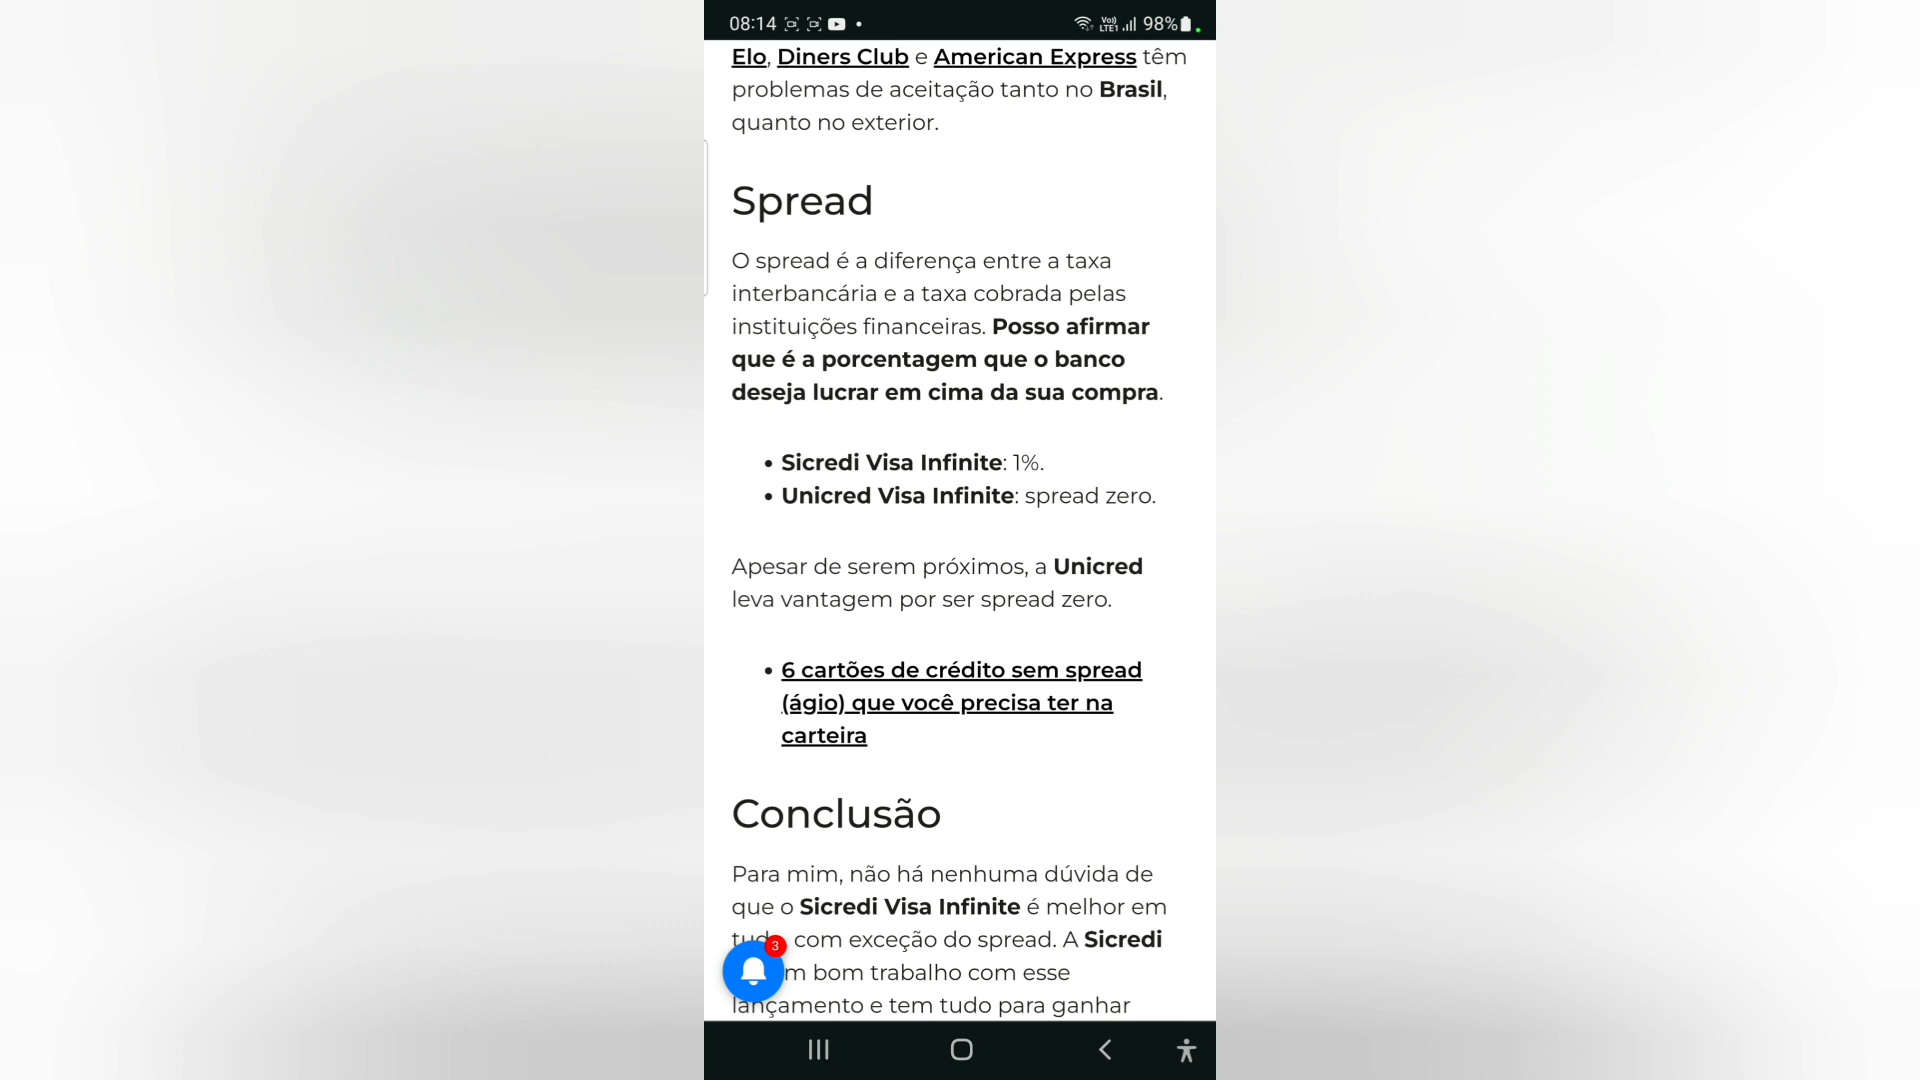 08:14
Vo))
LTE1
98%
Elo, Diners Club e American Express têm
problemas de aceitação tanto no Brasil,
quanto no exterior.
Spread
O spread é a diferença entre a taxa
interbancária e a taxa cobrada pelas
instituições financeiras. Posso afirmar
que é a porcentagem que o banco
deseja lucrar em cima da sua compra.
• Sicredi Visa Infinite: 1%.
• Unicred Visa Infinite: spread zero.
Apesar de serem próximos, a Unicred
leva vantagem por ser spread zero.
• 6 cartões de crédito sem spread
(ágio) que você precisa ter na
carteira
Conclusão
Para mim, não há nenhuma dúvida de
que o Sicredi Visa Infinite é melhor em
com exceção do spread. A Sicredi
3
bom trabalho com esse
lançamento e tem tudo para ganhar